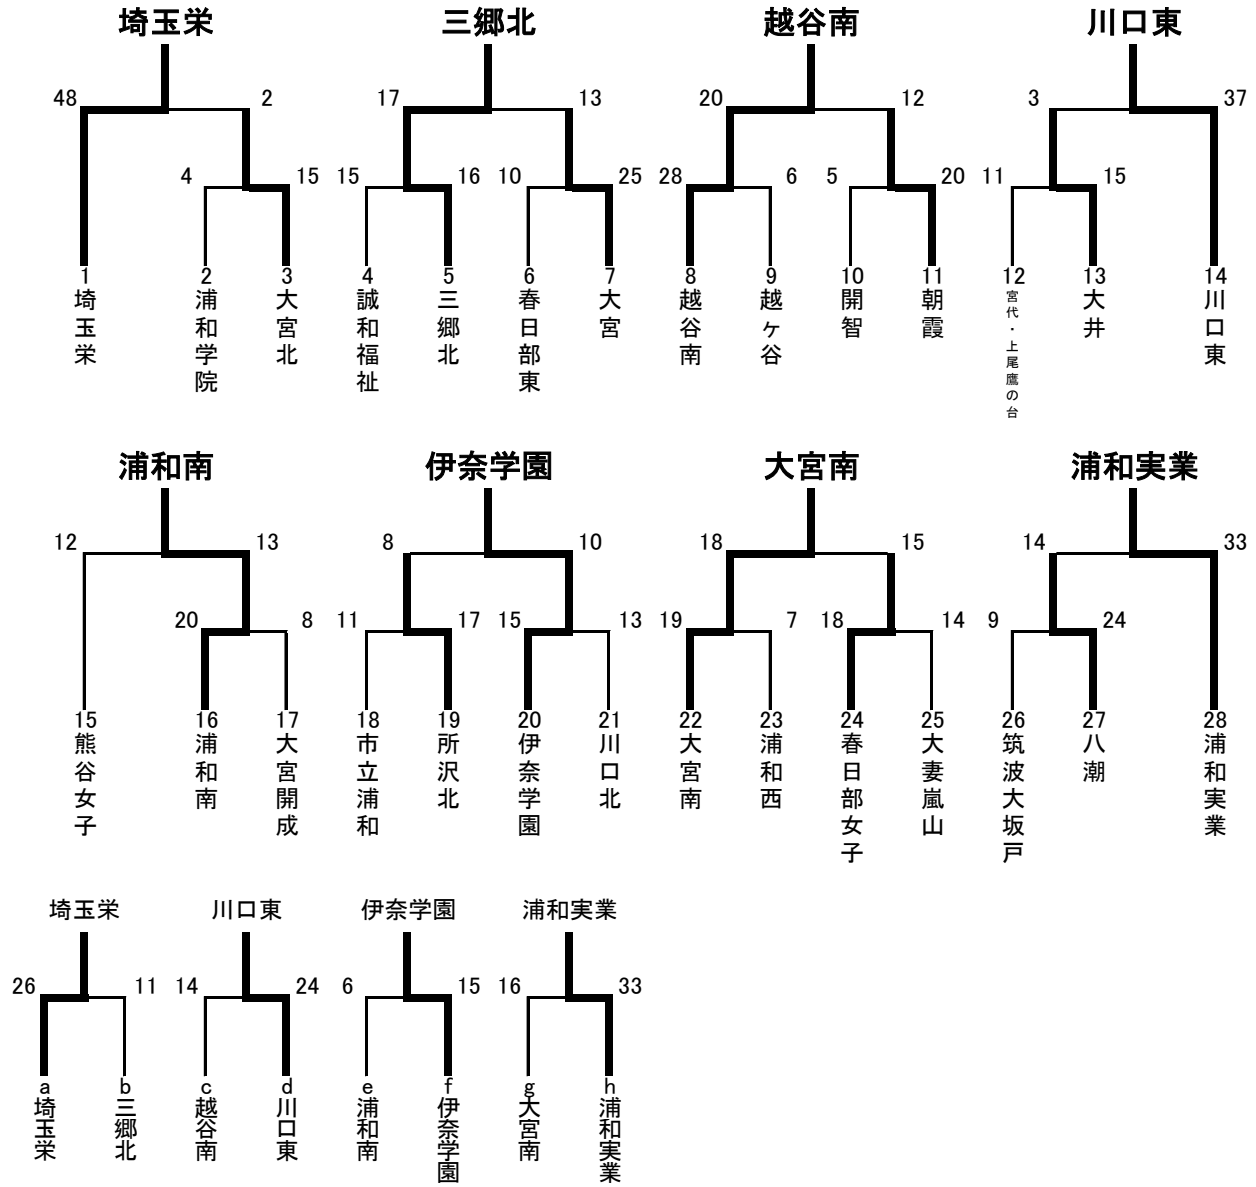 埼玉栄 三郷北 越谷南 川口東
48 2 17 13 20 12 3 37
4 15 15 16 10 25 28 6 5 20 11 15
1 2 3 4 5 6 7 8 9 10 11 12 13 14
埼玉栄
浦和学院
大宮北
誠和福祉
三郷北
春日部東
大宮
越谷南
越ヶ谷
開智
朝霞
宮代・上尾鷹の台
大井
川口東
浦和南 伊奈学園 大宮南 浦和実業
12 13 8 10 18 15 14 33
20 8 11 17 15 13 19 7 18 14 9 24
15 16 17 18 19 20 21 22 23 24 25 26 27 28
熊谷女子
浦和南
大宮開成
市立浦和
所沢北
伊奈学園
川口北
大宮南
浦和西
春日部女子
大妻嵐山
筑波大坂戸
八潮
浦和実業
埼玉栄 川口東 伊奈学園 浦和実業
26 11 14 24 6 15 16 33
a b c d e f g h
埼玉栄
三郷北
越谷南
川口東
浦和南
伊奈学園
大宮南
浦和実業